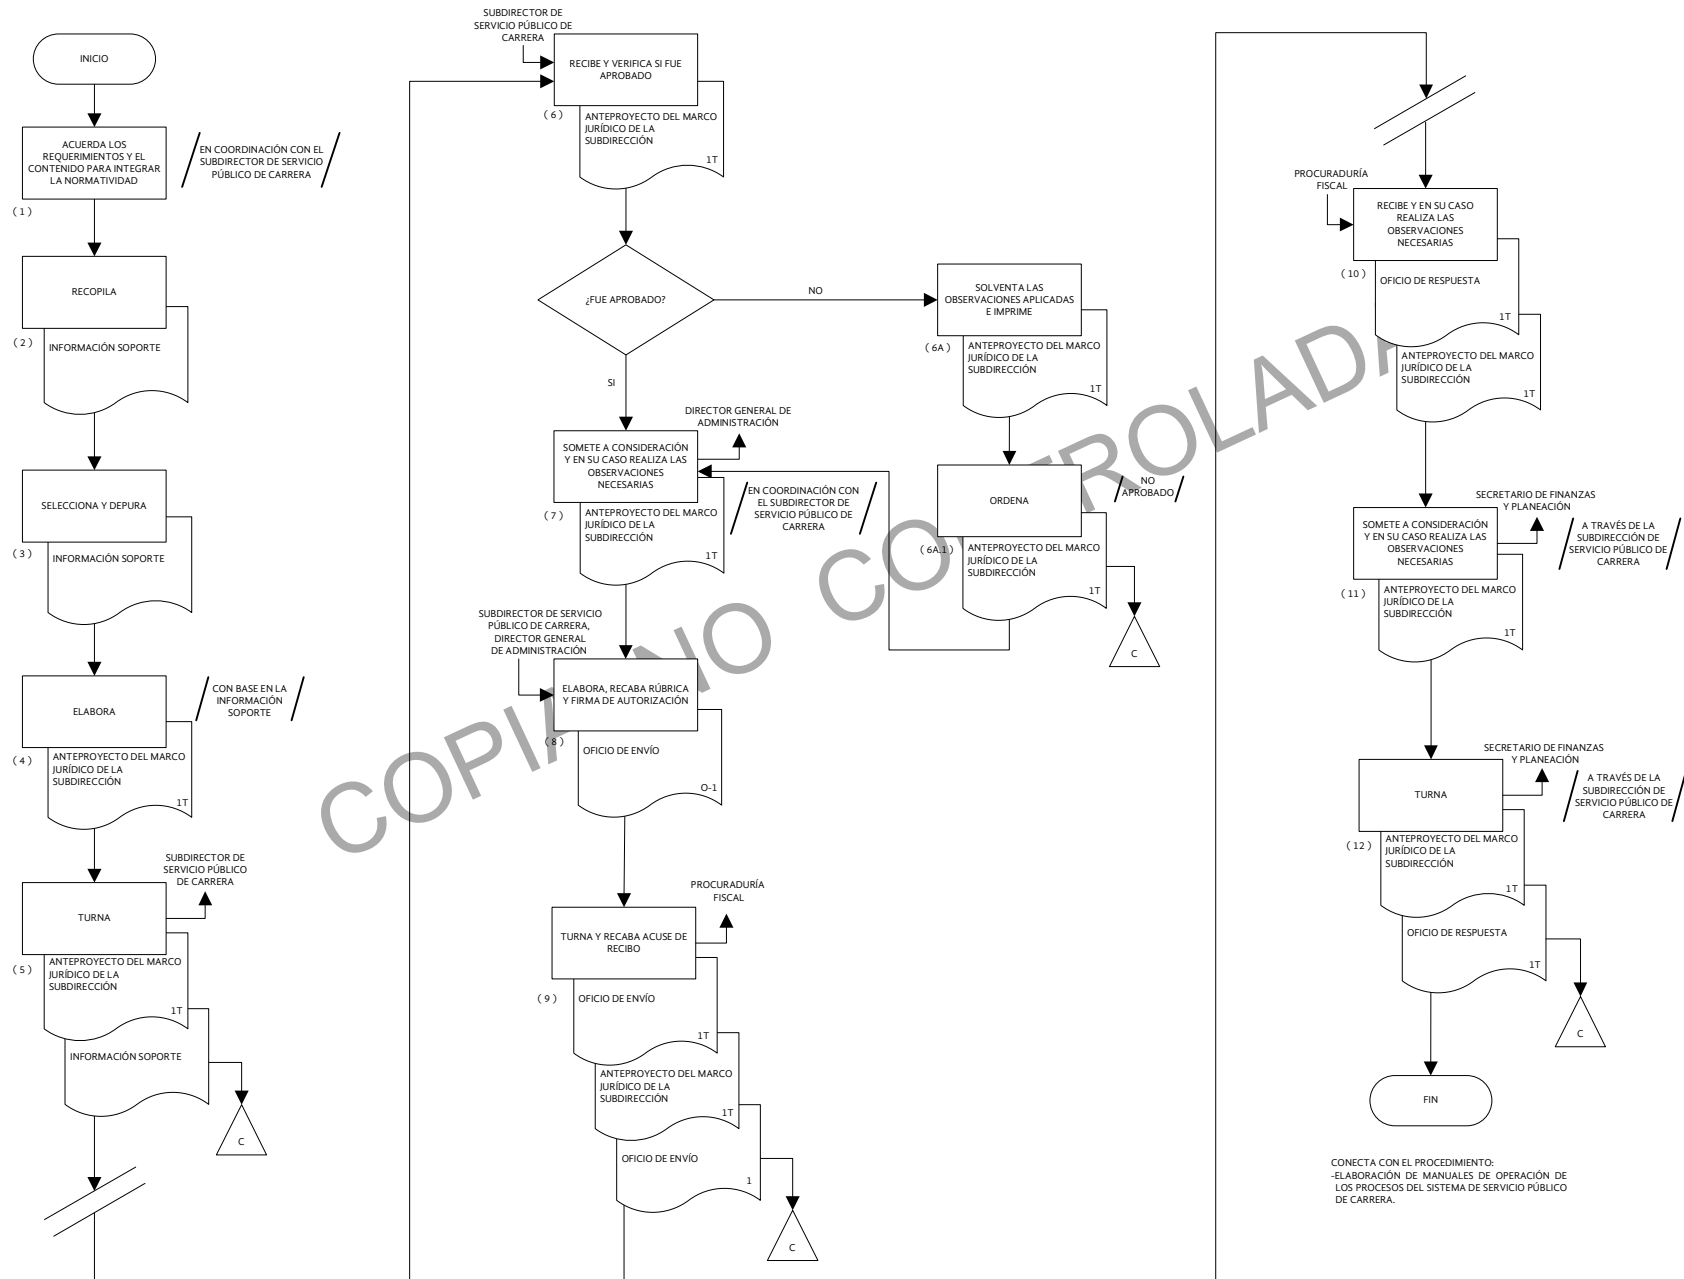 INICIO
ACUERDA LOS
REQUERIMIENTOS Y EL
CONTENIDO PARA INTEGRAR
LA NORMATIVIDAD
EN COORDINACIÓN CON EL
SUBDIRECTOR DE SERVICIO
PÚBLICO DE CARRERA
( 1 )
RECOPILA
( 2 )
INFORMACIÓN SOPORTE
SELECCIONA Y DEPURA
( 3 )
INFORMACIÓN SOPORTE
ELABORA
CON BASE EN LA
INFORMACIÓN
SOPORTE
( 4 )
ANTEPROYECTO DEL MARCO
JURÍDICO DE LA
SUBDIRECCIÓN
1T
SUBDIRECTOR DE
SERVICIO PÚBLICO
DE CARRERA
TURNA
( 5 )
ANTEPROYECTO DEL MARCO
JURÍDICO DE LA
SUBDIRECCIÓN
1T
INFORMACIÓN SOPORTE
C
SUBDIRECTOR DE
SERVICIO PÚBLICO DE
CARRERA
RECIBE Y VERIFICA SI FUE
APROBADO
( 6 )
ANTEPROYECTO DEL MARCO
JURÍDICO DE LA
SUBDIRECCIÓN
1T
¿FUE APROBADO?
NO
SI
SOLVENTA LAS
OBSERVACIONES APLICADAS
E IMPRIME
( 6A )
ANTEPROYECTO DEL MARCO
JURÍDICO DE LA
SUBDIRECCIÓN
1T
ORDENA
NO
APROBADO
( 6A.1 )
ANTEPROYECTO DEL MARCO
JURÍDICO DE LA
SUBDIRECCIÓN
1T
C
DIRECTOR GENERAL DE
ADMINISTRACIÓN
SOMETE A CONSIDERACIÓN
Y EN SU CASO REALIZA LAS
OBSERVACIONES
NECESARIAS
EN COORDINACIÓN CON
EL SUBDIRECTOR DE
SERVICIO PÚBLICO DE
CARRERA
( 7 )
ANTEPROYECTO DEL MARCO
JURÍDICO DE LA
SUBDIRECCIÓN
1T
SUBDIRECTOR DE SERVICIO
PÚBLICO DE CARRERA,
DIRECTOR GENERAL
DE ADMINISTRACIÓN
ELABORA, RECABA RÚBRICA
Y FIRMA DE AUTORIZACIÓN
( 8 )
OFICIO DE ENVÍO
O-1
PROCURADURÍA
FISCAL
TURNA Y RECABA ACUSE DE
RECIBO
( 9 )
OFICIO DE ENVÍO
1T
ANTEPROYECTO DEL MARCO
JURÍDICO DE LA
SUBDIRECCIÓN
1T
OFICIO DE ENVÍO
1
C
PROCURADURÍA
FISCAL
RECIBE Y EN SU CASO
REALIZA LAS
OBSERVACIONES
NECESARIAS
( 10 )
OFICIO DE RESPUESTA
1T
ANTEPROYECTO DEL MARCO
JURÍDICO DE LA
SUBDIRECCIÓN
1T
SECRETARIO DE FINANZAS
Y PLANEACIÓN
SOMETE A CONSIDERACIÓN
Y EN SU CASO REALIZA LAS
OBSERVACIONES
NECESARIAS
A TRAVÉS DE LA
SUBDIRECCIÓN DE
SERVICIO PÚBLICO DE
CARRERA
( 11 )
ANTEPROYECTO DEL MARCO
JURÍDICO DE LA
SUBDIRECCIÓN
1T
SECRETARIO DE FINANZAS
Y PLANEACIÓN
TURNA
A TRAVÉS DE LA
SUBDIRECCIÓN DE
SERVICIO PÚBLICO DE
CARRERA
( 12 )
ANTEPROYECTO DEL MARCO
JURÍDICO DE LA
SUBDIRECCIÓN
1T
OFICIO DE RESPUESTA
1T
C
FIN
CONECTA CON EL PROCEDIMIENTO:
-ELABORACIÓN DE MANUALES DE OPERACIÓN DE
LOS PROCESOS DEL SISTEMA DE SERVICIO PÚBLICO
DE CARRERA.
COPIA NO CONTROLADA